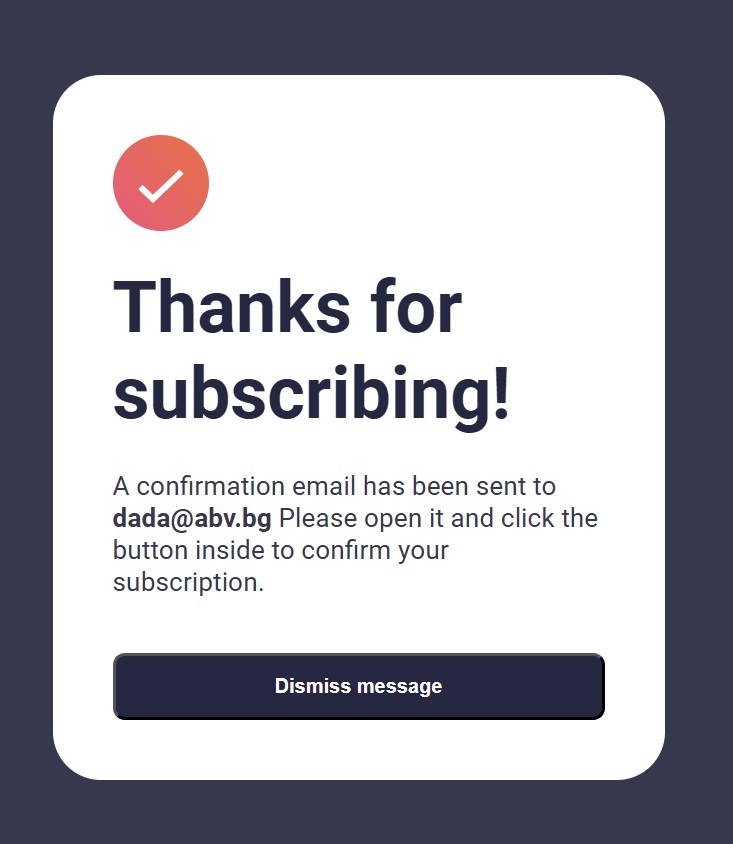 Thanks for
subscribing!
A confirmation email has been sent to
dada@abv.bg Please open it and click the
button inside to confirm your
subscription.
Dismiss message